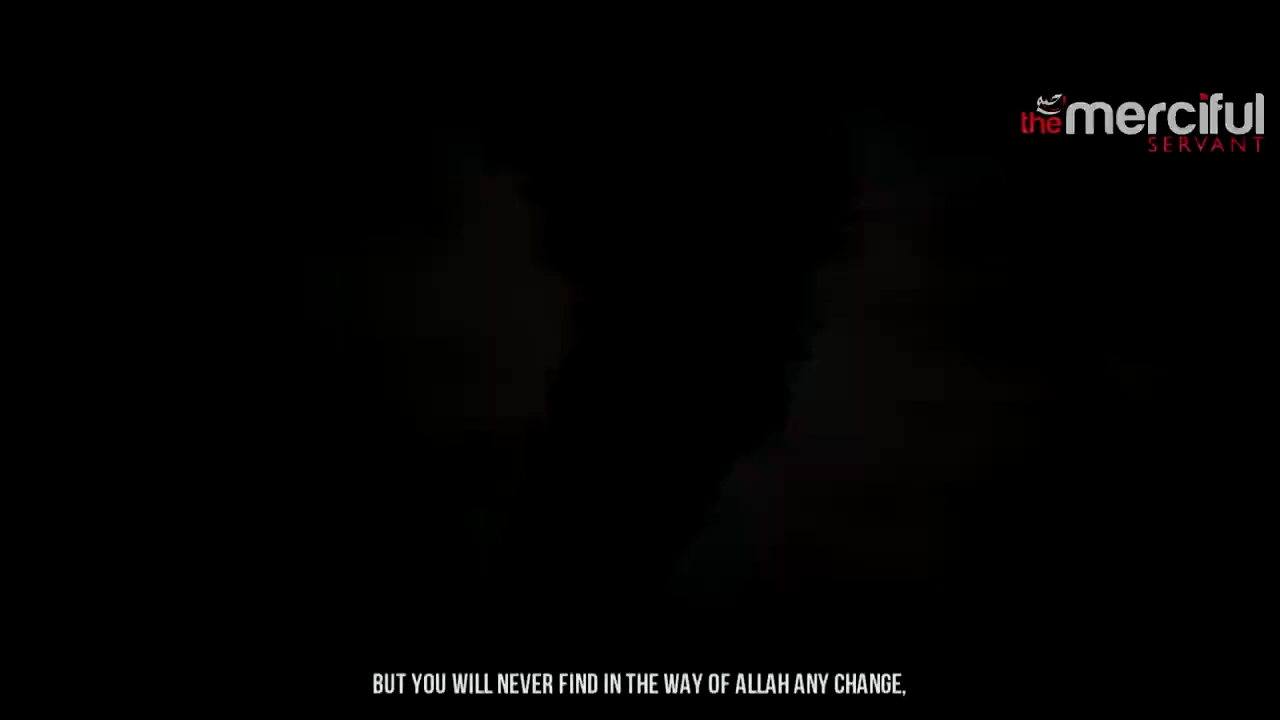 the merciful
SERVANT
BUT YOU WILL NEVER FIND IN THE WAY OF ALLAH ANY CHANGE,